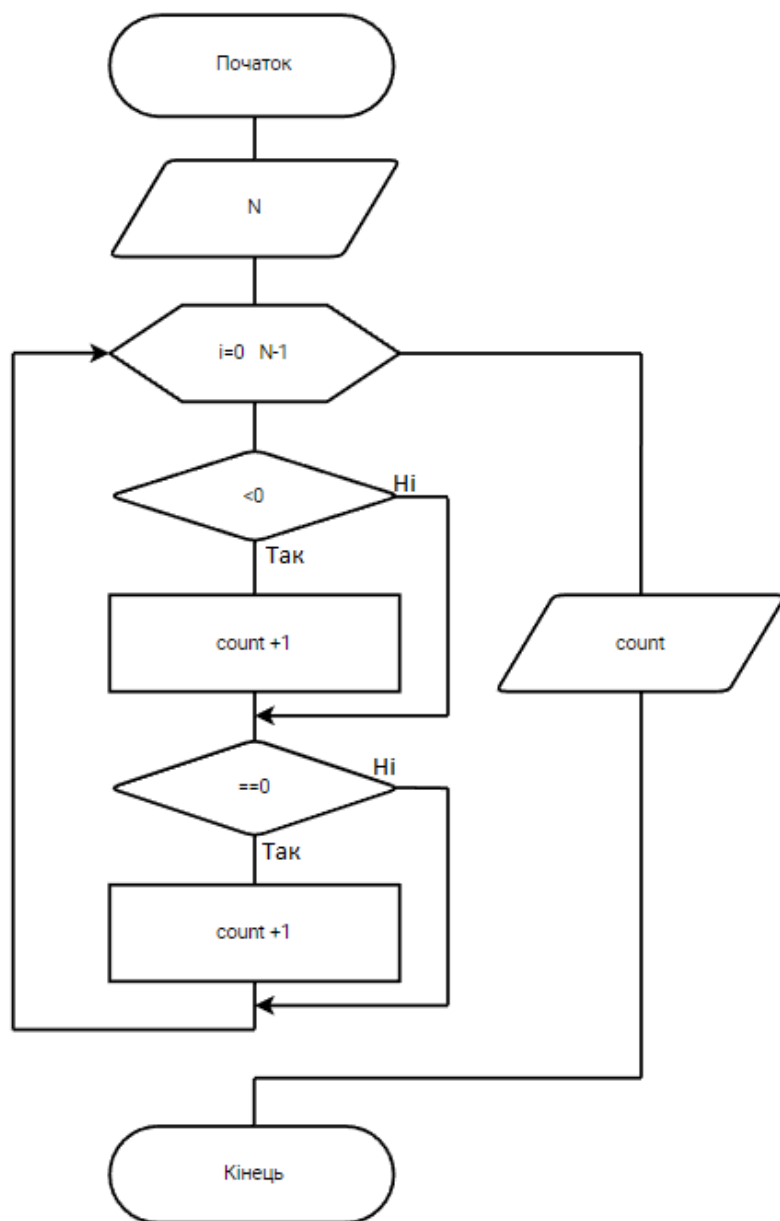 Початок
N
i=0 N-1
<0
Ні
Так
count +1
count
==0
Ні
Так
count +1
Кінець